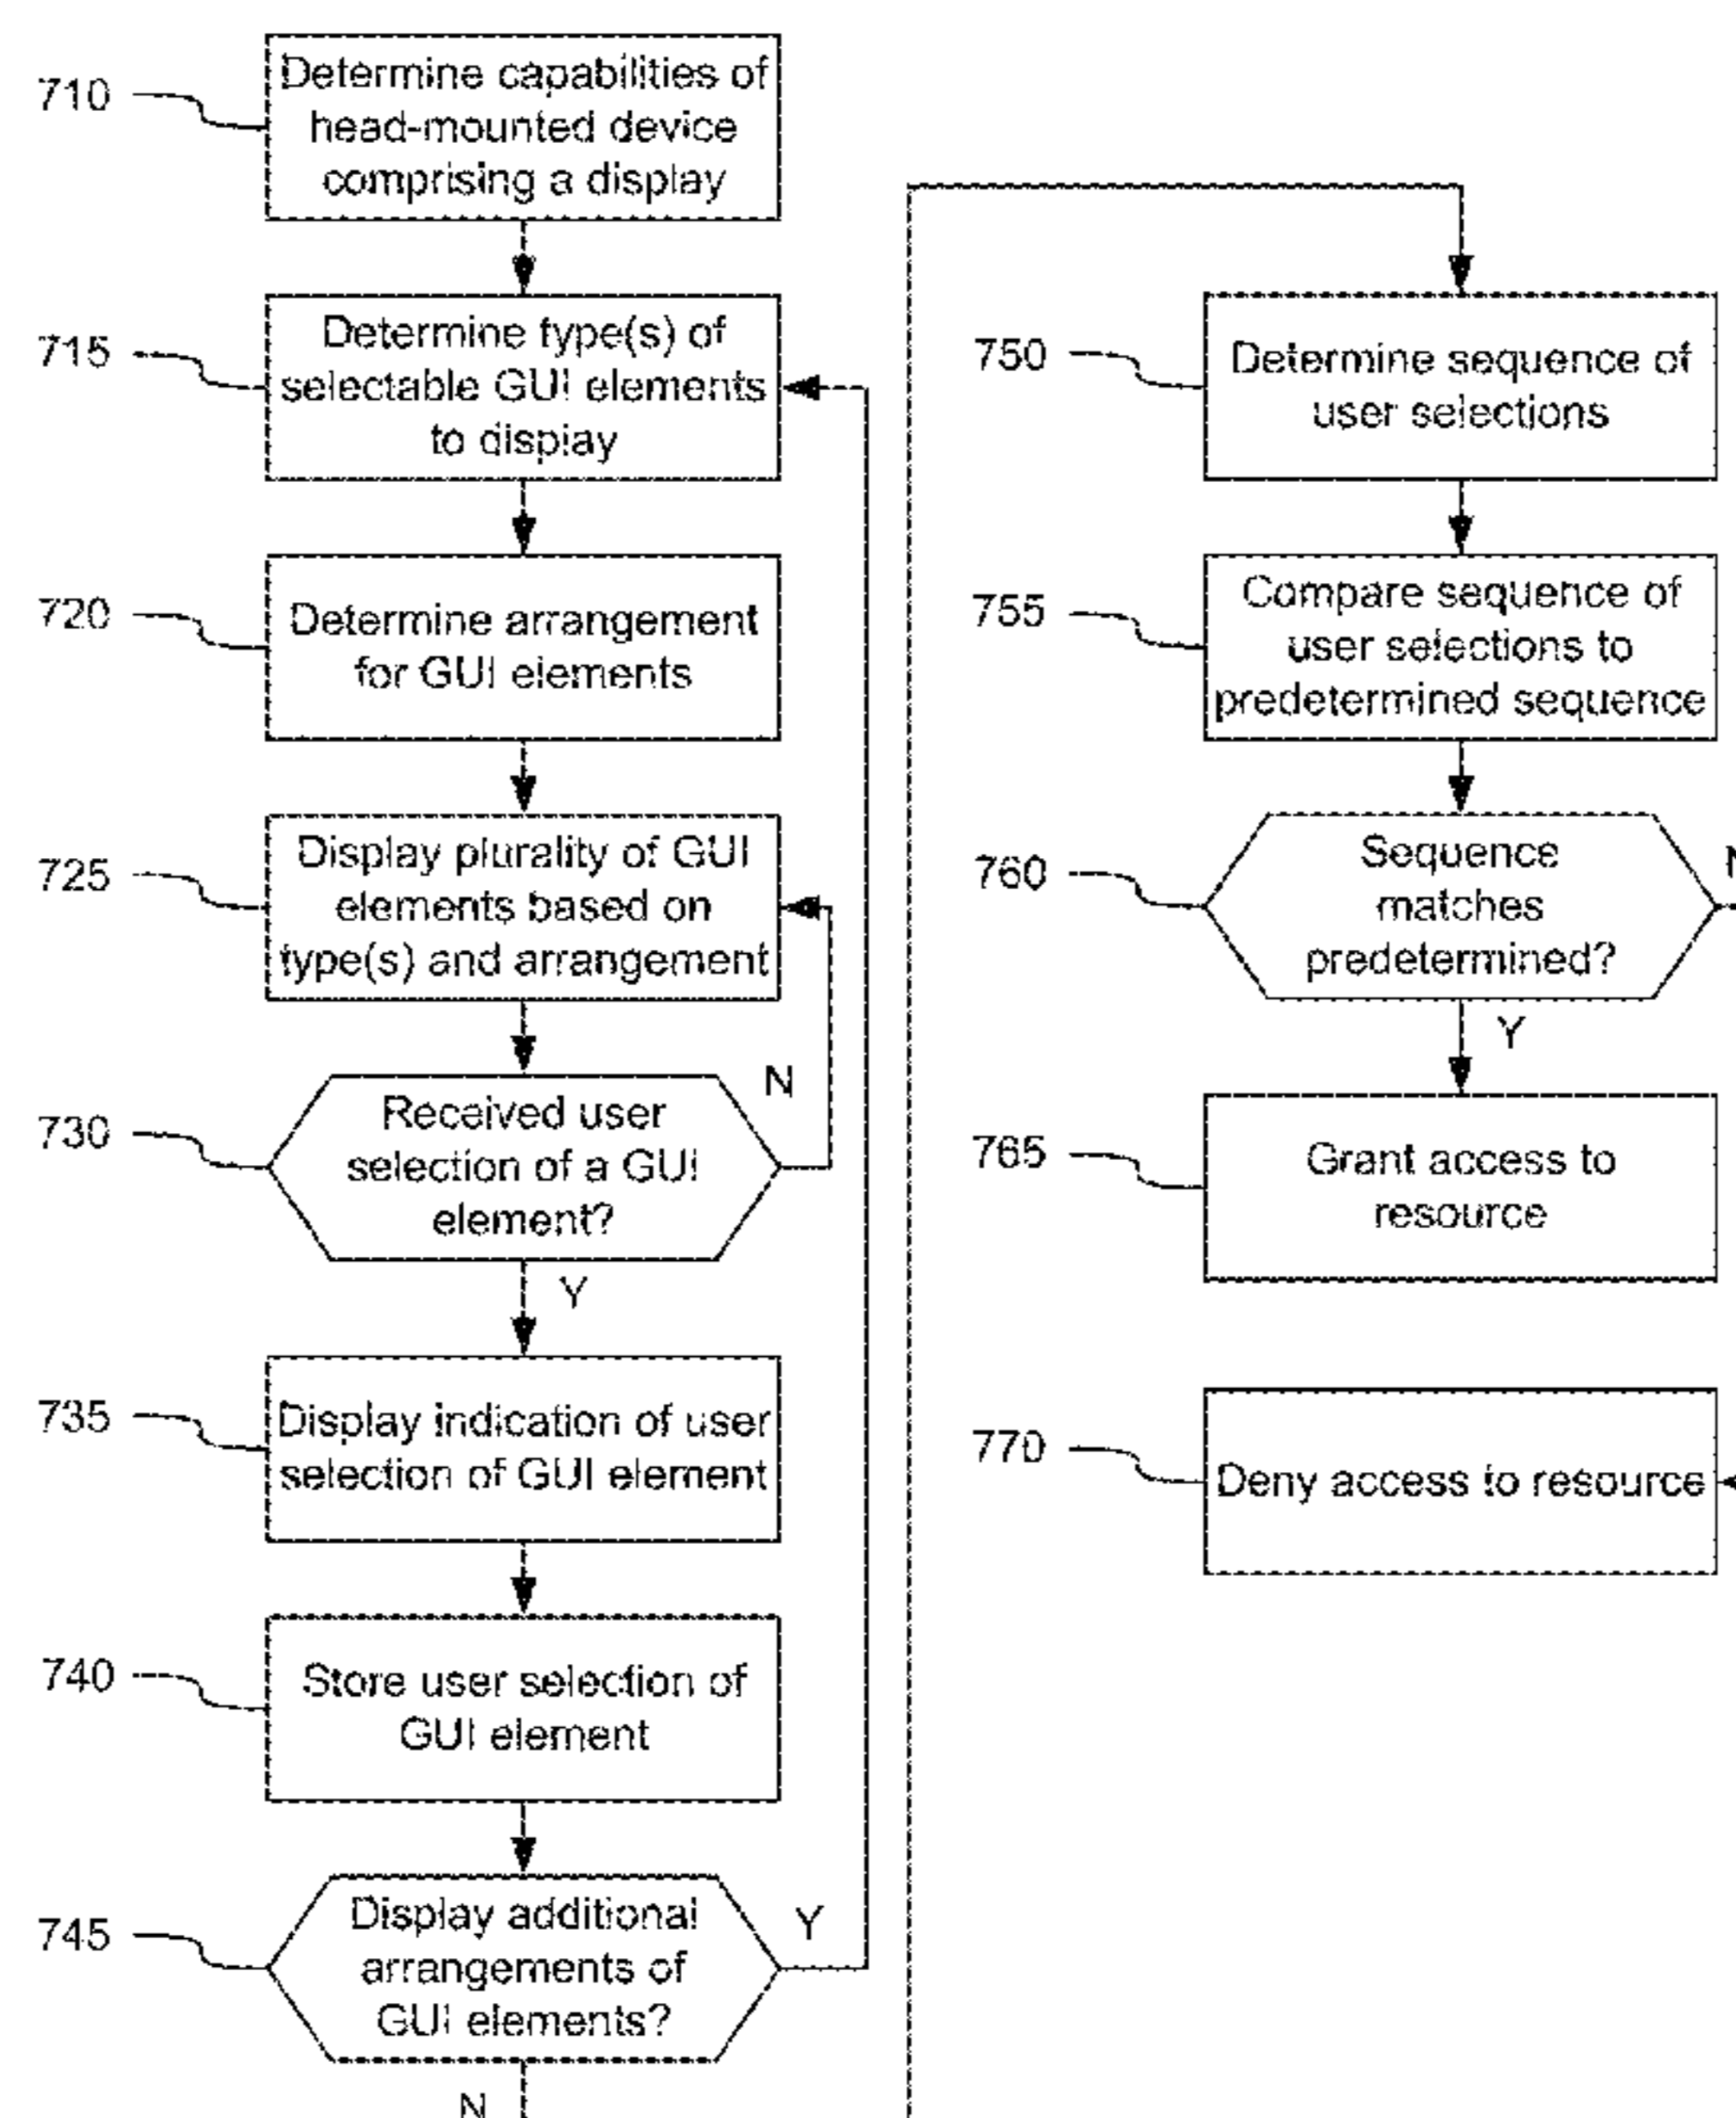 710
Determine capabilities of
head-mounted device
comprising a display
715
Determine type(s) of
selectable GUI elements
to display
720
Determine arrangement
for GUI elements
725
Display plurality of GUI
elements based on
type(s) and arrangement
730
Received user
selection of a GUI
element?
N
Y
735
Display indication of user
selection of GUI element
740
Store user selection of
GUI element
745
Display additional
arrangements of
GUI elements?
Y
N
750
Determine sequence of
user selections
755
Compare sequence of
user selections to
predetermined sequence
760
Sequence
matches
predetermined?
N
Y
765
Grant access to
resource
770
Deny access to resource